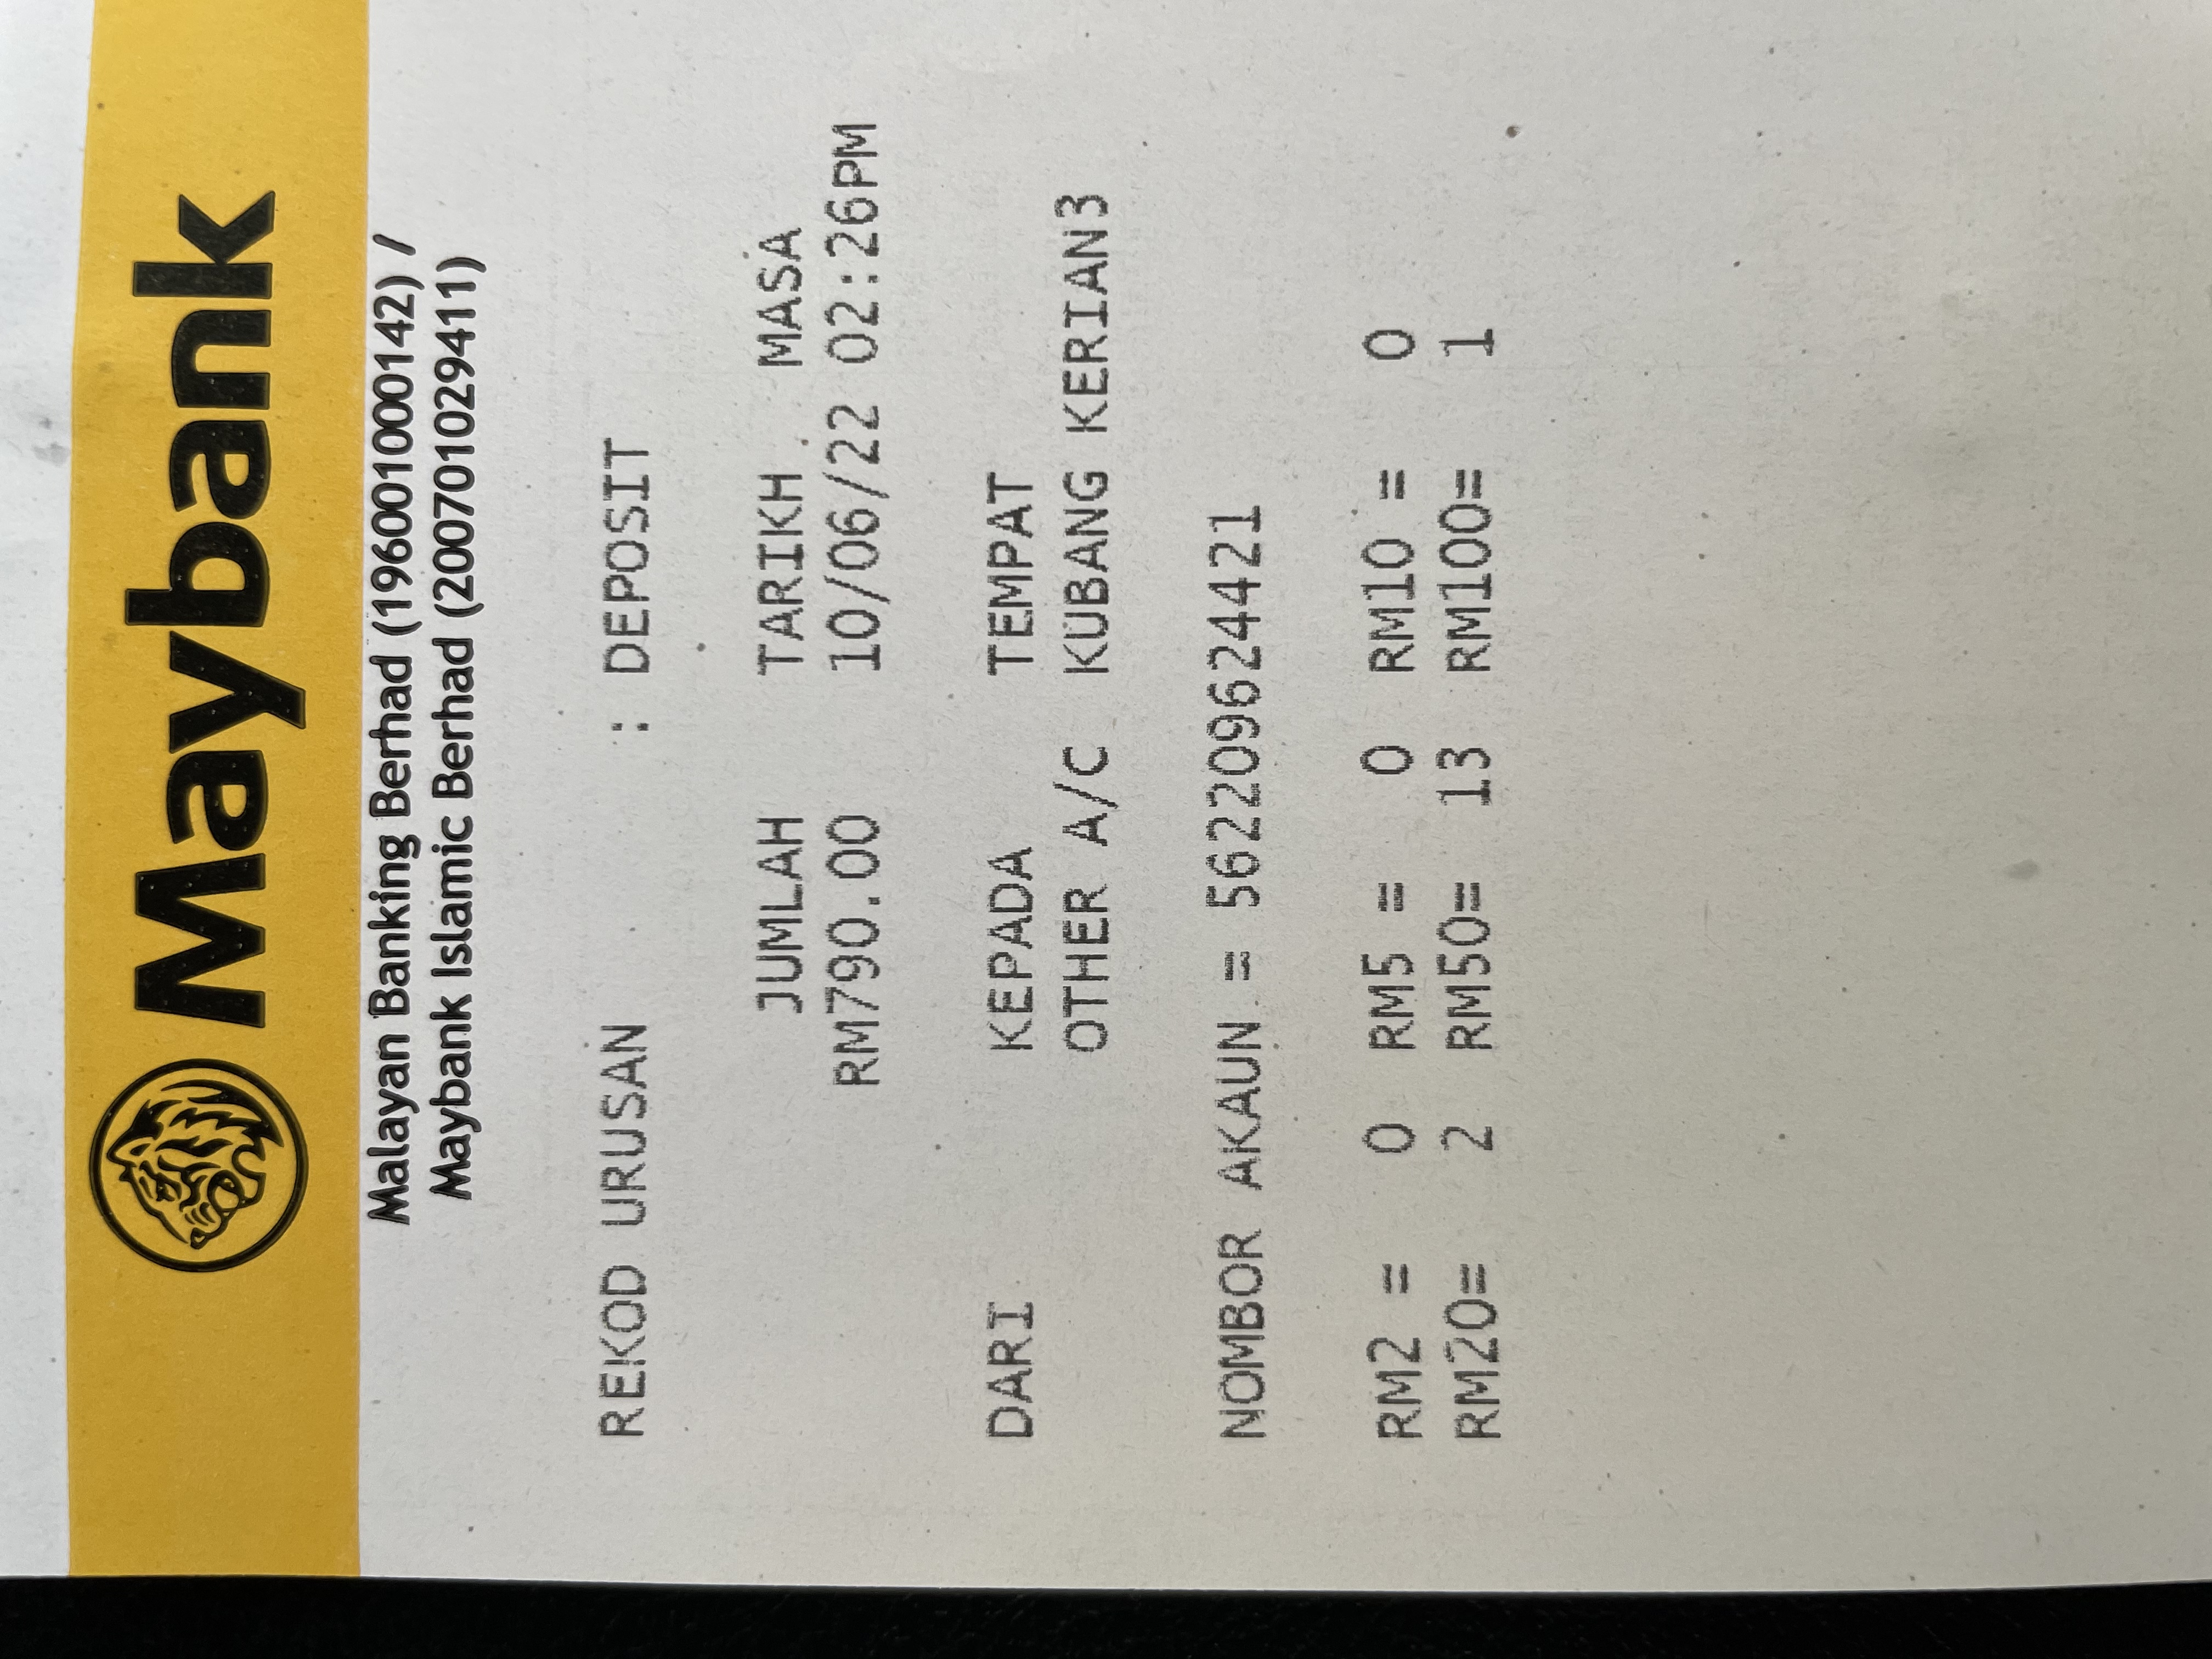 Maybank
Malayan Banking Berhad (196001000142) /
Maybank Islamic Berhad (200701029411)
REKOD URUSAN : DEPOSIT
JUMLAH TARIKH MASA
RM790.00 10/06/22 02:26PM
DARI KEPADA TEMPAT
OTHER A/C KUBANG KERIAN3
NOMBOR AKAUN = 562209624421
RM2 = 0 RM5 = 0 RM10 = 0
RM20= 2 RM50= 13 RM100= 1